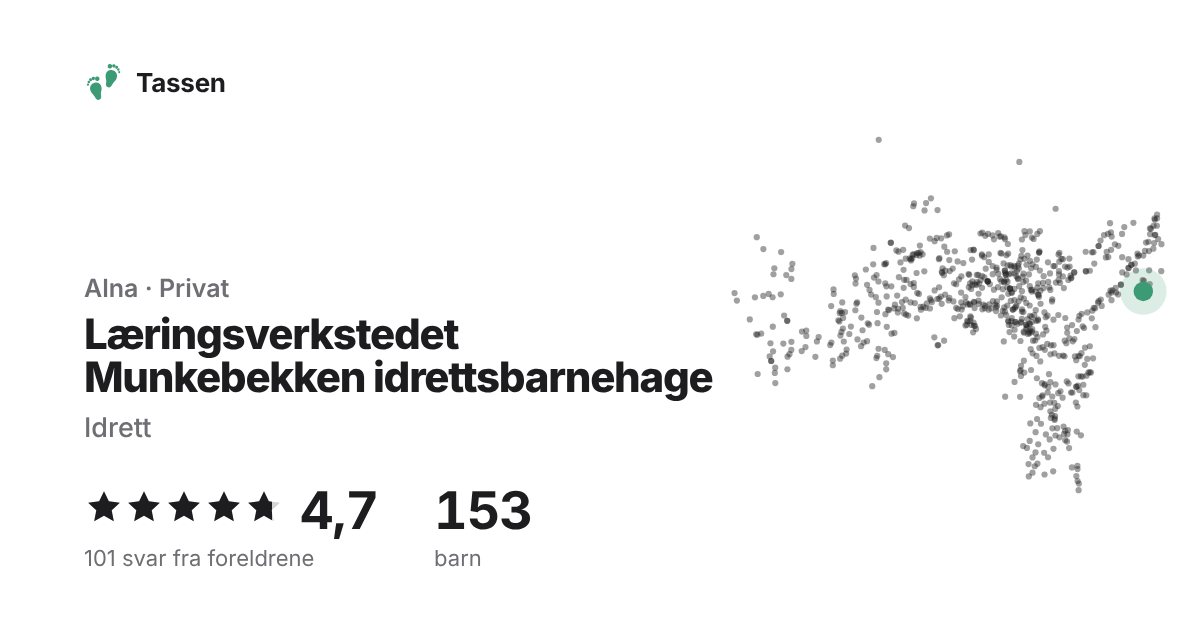 Tassen
Alna · Privat
Læringsverkstedet
Munkebekken idrettsbarnehage
Idrett
4,7
153
101 svar fra foreldrene
barn